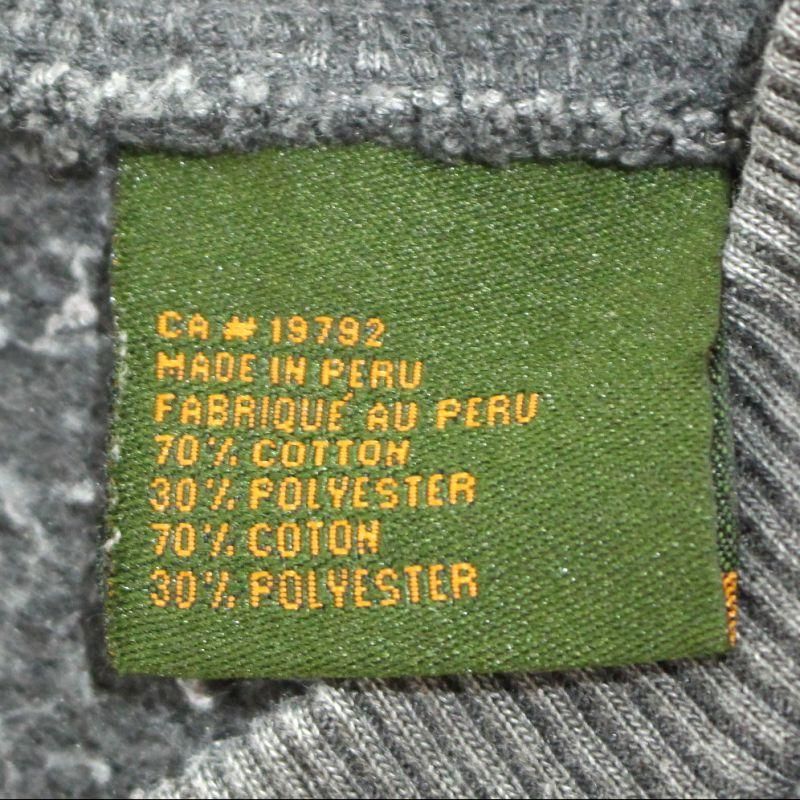 CA # 19792
MADE IN PERU
FABRIQUÉ AU PERU
70% COTTON
30% POLYESTER
70% COTON
30% POLYESTER